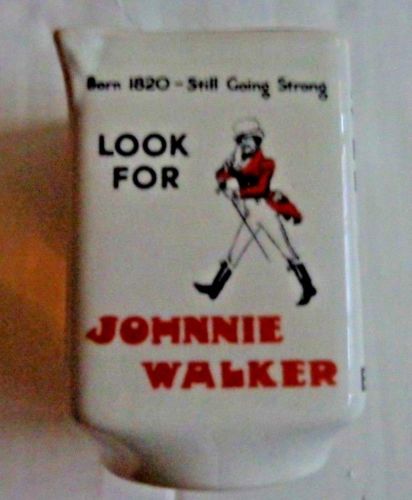 Born 1820 - Still Going Strong
LOOK
FOR
JOHNNIE
WALKER
E